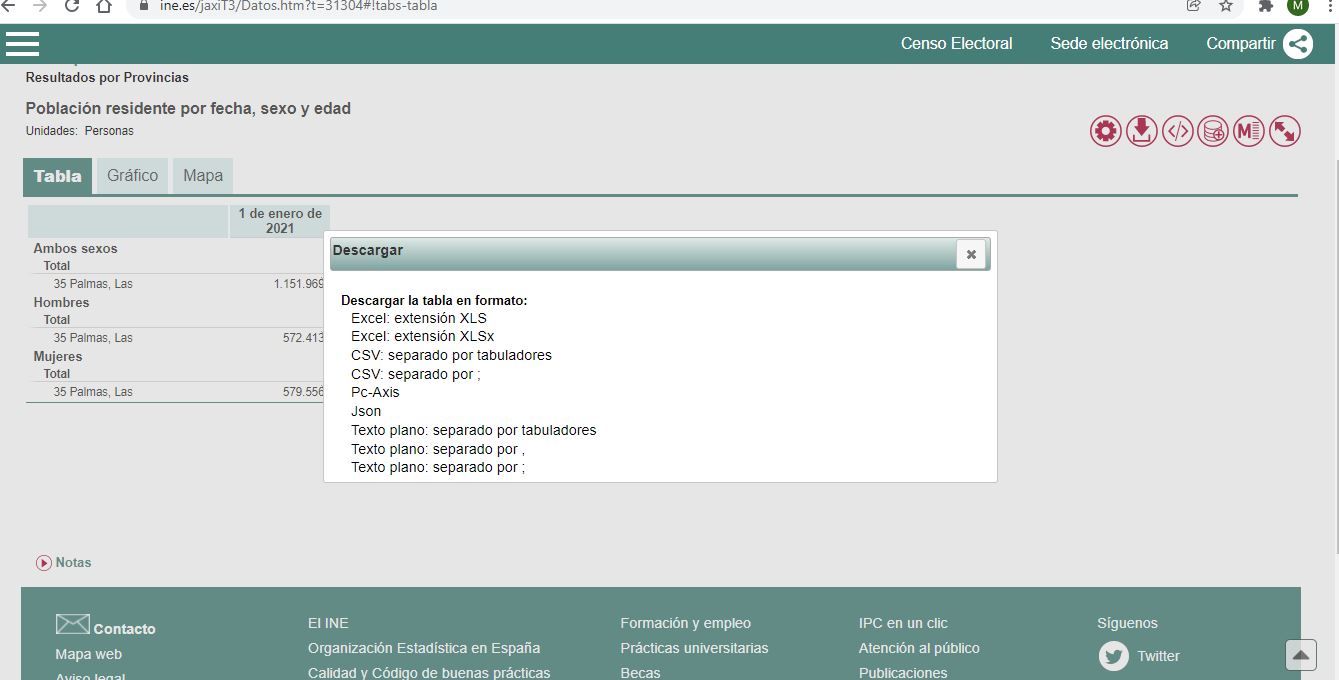 ine.es/jaxiT3/Datos.htm?t=31304#!tabs-tabla
M
Censo Electoral
Sede electrónica
Compartir
Resultados por Provincias
Población residente por fecha, sexo y edad
Unidades: Personas
</>
M
Tabla
Gráfico
Mapa
1 de enero de
2021
Ambos sexos
Total
35 Palmas, Las 1.151.969
Hombres
Total
35 Palmas, Las 572.413
Mujeres
Total
35 Palmas, Las 579.556
Descargar
Descargar la tabla en formato:
Excel: extensión XLS
Excel: extensión XLSx
CSV: separado por tabuladores
CSV: separado por ;
Pc-Axis
Json
Texto plano: separado por tabuladores
Texto plano: separado por ,
Texto plano: separado por ;
Notas
Contacto
Mapa web
Aviso legal
El INE
Organización Estadística en España
Calidad y Código de buenas prácticas
Formación y empleo
Prácticas universitarias
Becas
IPC en un clic
Atención al público
Publicaciones
Síguenos
Twitter